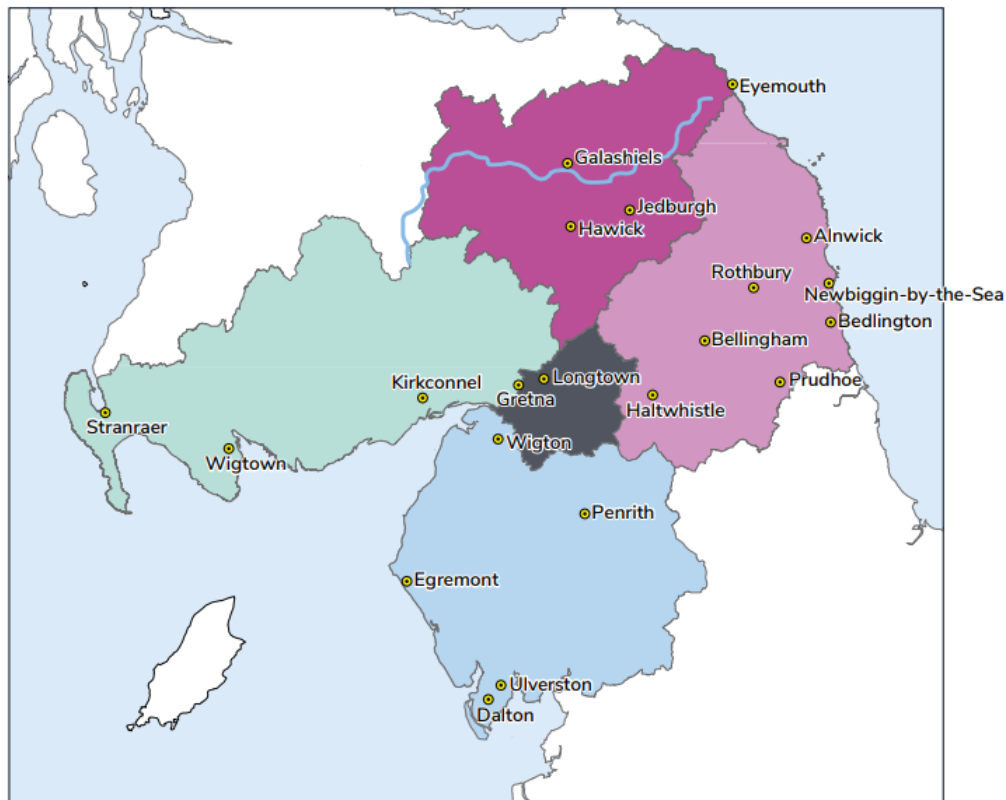 Eyemouth
Galashiels
Jedburgh
Hawick
Alnwick
Rothbury
Newbiggin-by-the-Sea
Bedlington
Bellingham
Longtown
Prudhoe
Kirkconnel
Gretna
Haltwhistle
Stranraer
Wigton
Wigtown
Penrith
Egremont
Ulverston
Dalton